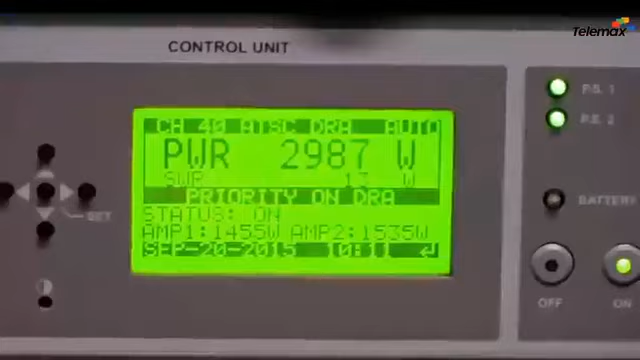 Telemax
CONTROL UNIT
CH 40 ATSC DRA AUTO
PWR 2987 W
SWR 13 W
PRIORITY ON DRA
STATUS: ON
AMP1:1455W AMP2:1535W
SEP-20-2015 10:11
SET
P.S. 1
P.S. 2
BATTERY
OFF
ON